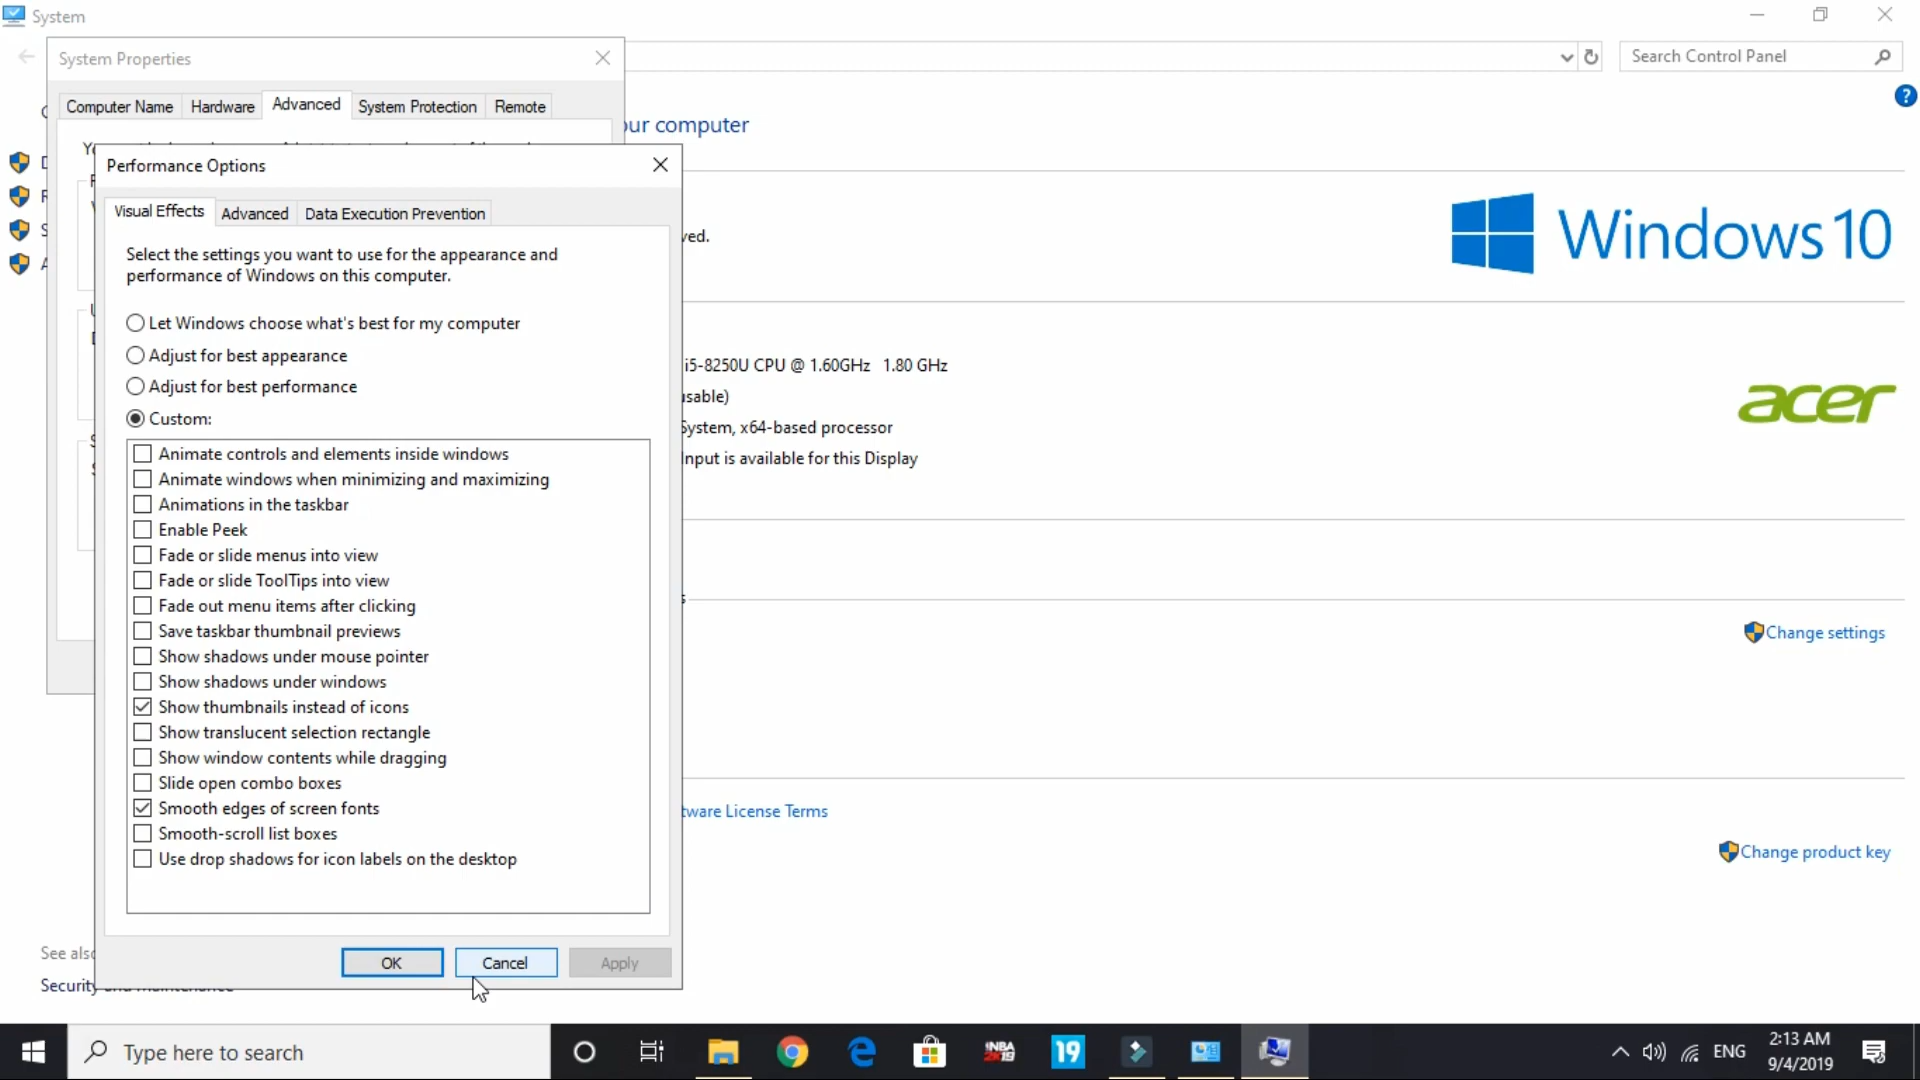 System
System Properties
Search Control Panel
Computer Name
Hardware
Advanced
System Protection
Remote
our computer
Performance Options
Visual Effects
Advanced
Data Execution Prevention
Select the settings you want to use for the appearance and
performance of Windows on this computer.
Let Windows choose what's best for my computer
Adjust for best appearance
Adjust for best performance
Custom:
Animate controls and elements inside windows
Animate windows when minimizing and maximizing
Animations in the taskbar
Enable Peek
Fade or slide menus into view
Fade or slide ToolTips into view
Fade out menu items after clicking
Save taskbar thumbnail previews
Show shadows under mouse pointer
Show shadows under windows
Show thumbnails instead of icons
Show translucent selection rectangle
Show window contents while dragging
Slide open combo boxes
Smooth edges of screen fonts
Smooth-scroll list boxes
Use drop shadows for icon labels on the desktop
OK
Cancel
Apply
ved.
Windows 10
i5-8250U CPU @ 1.60GHz 1.80 GHz
usable)
System, x64-based processor
Input is available for this Display
acer
Change settings
tware License Terms
Change product key
See also
Security
Type here to search
NBA
2K19
19
ENG
2:13 AM
9/4/2019